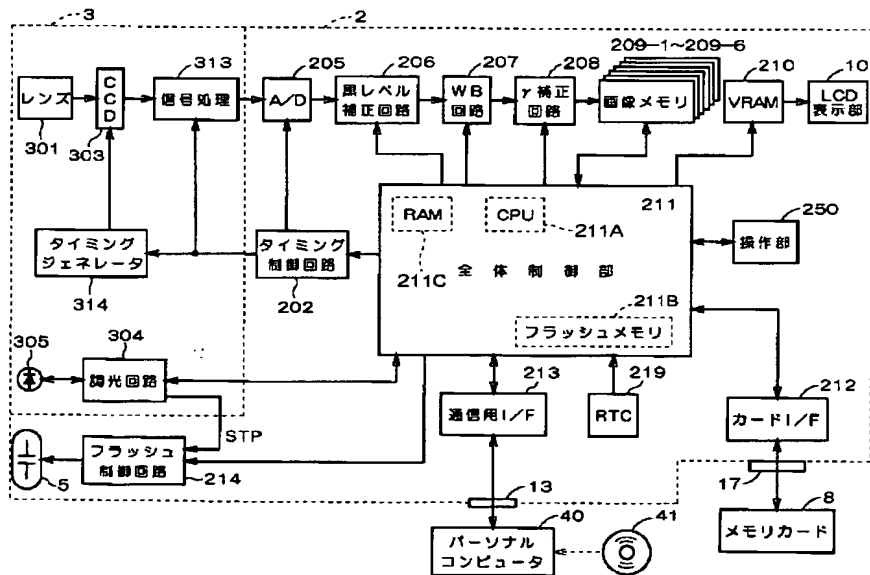 3
2
313
205
206
207
208
209-1~209-6
210
10
レンズ
CCD
信号処理
A/D
黒レベル
補正回路
WB
回路
γ補正
回路
画像メモリ
VRAM
LCD
表示部
301
303
タイミング
ジェネレータ
314
タイミング
制御回路
202
RAM
211C
CPU
211A
211
全体制御部
211B
フラッシュメモリ
250
操作部
305
304
調光回路
STP
フラッシュ
制御回路
214
5
213
通信用I/F
219
RTC
212
カードI/F
13
17
40
パーソナル
コンピュータ
41
8
メモリカード